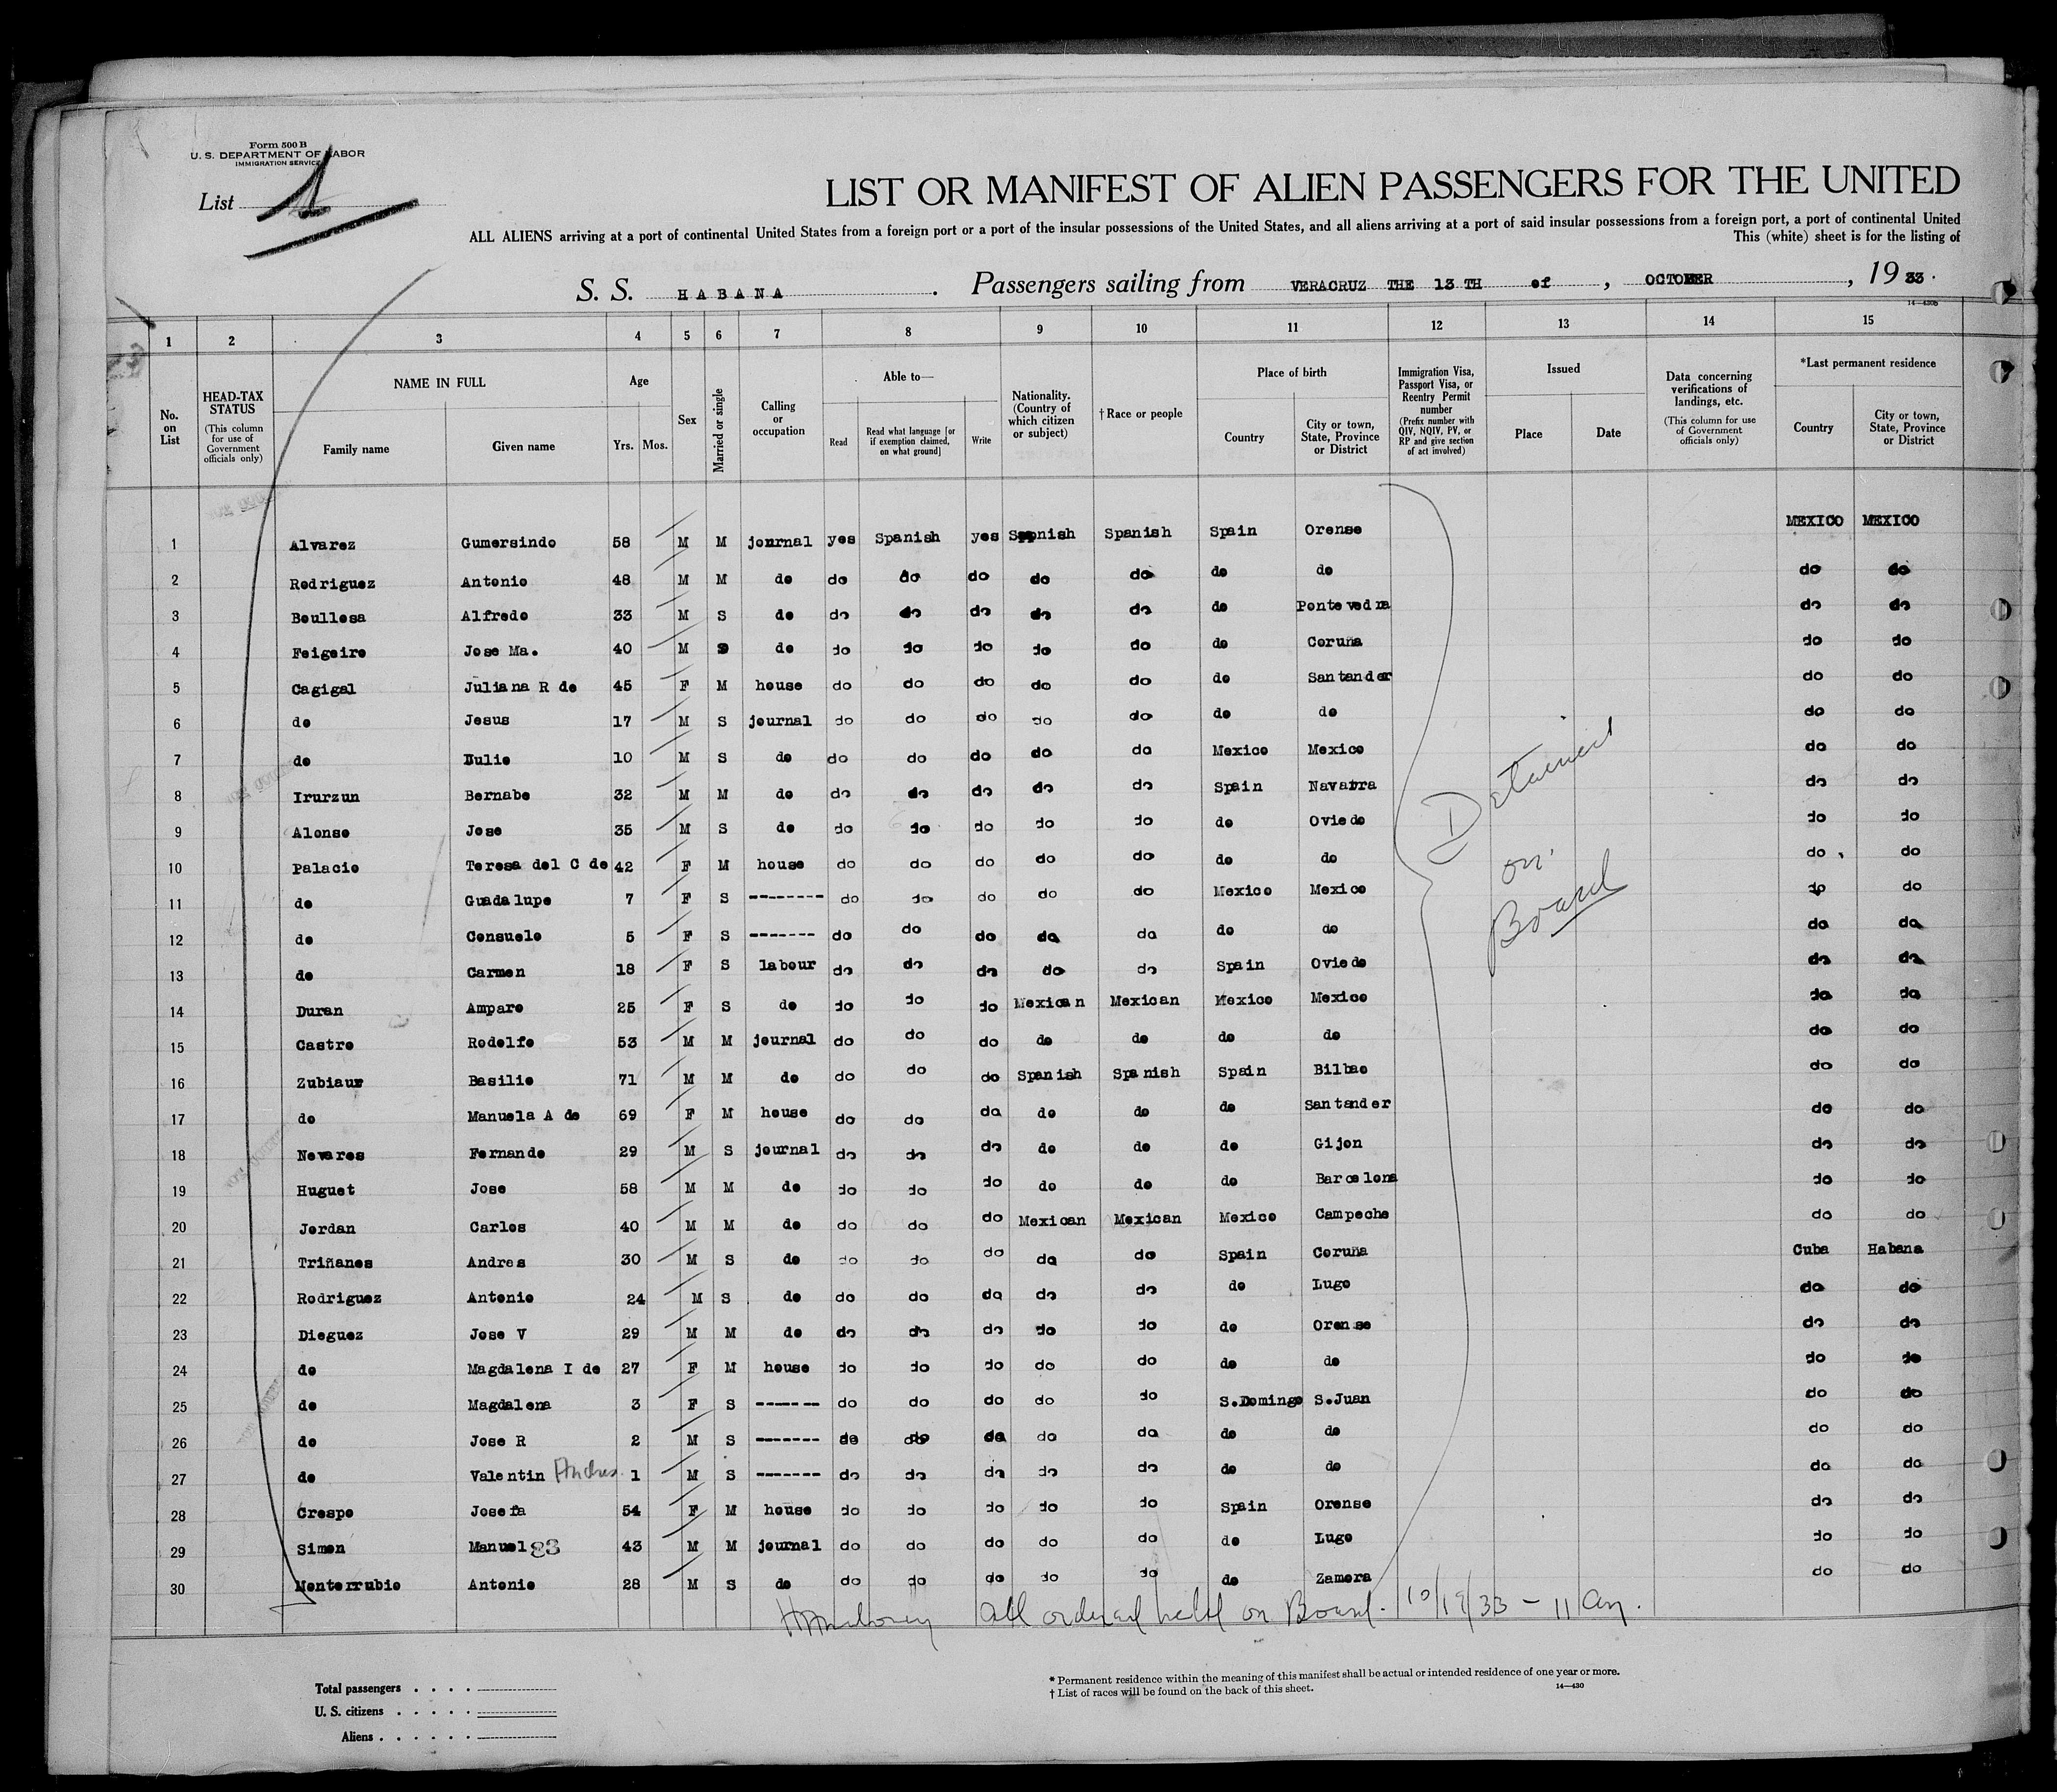 Form 500 B
U. S. DEPARTMENT OF LABOR
IMMIGRATION SERVICE
List 1
LIST OR MANIFEST OF ALIEN PASSENGERS FOR THE UNITED
ALL ALIENS arriving at a port of continental United States from a foreign port or a port of the insular possessions of the United States, and all aliens arriving at a port of said insular possessions from a foreign port, a port of continental United
This (white) sheet is for the listing of
S. S. HABANA. Passengers sailing from VERACRUZ THE 13 TH of, OCTOBER, 1933.
14—430b
1 2 3 4 5 6 7 8 9 10 11 12 13 14 15
No. on List
HEAD-TAX STATUS (This column for use of Government officials only)
NAME IN FULL
Family name
Given name
Age
Yrs. Mos.
Sex
Married or single
Calling or occupation
Able to—
Read
Read what language [or if exemption claimed, on what ground]
Write
Nationality. (Country of which citizen or subject)
†Race or people
Place of birth
Country
City or town, State, Province or District
Immigration Visa, Passport Visa, or Reentry Permit number (Prefix number with QIV, NQIV, PV, or RP and give section of act involved)
Issued
Place
Date
Data concerning verifications of landings, etc. (This column for use of Government officials only)
*Last permanent residence
Country
City or town, State, Province or District
1 Alvarez Gumersindo 58 M M journal yes Spanish yes Spanish Spanish Spain Orense MEXICO MEXICO
2 Rodriguez Antonio 48 M M do do do do do do do do do do
3 Boullosa Alfredo 33 M S do do do do do do do Pontevedra do do
4 Feigeiro Jose Ma. 40 M S do do do do do do do Coruña do do
5 Cagigal Juliana R de 45 F M house do do do do do do Santander do do
6 do Jesus 17 M S journal do do do do do do do do do
7 do Julio 10 M S do do do do do do Mexico Mexico do do
8 Irurzun Bernabe 32 M M do do do do do do Spain Navarra do do
9 Alonso Jose 35 M S do do do do do do do Oviedo do do
10 Palacio Teresa del C de 42 F M house do do do do do do do do do
11 do Guadalupe 7 F S -------- do do do do do Mexico Mexico do do
12 do Consuelo 5 F S ------- do do do do do do do do do
13 do Carmen 18 F S labour do do do do do Spain Oviedo do do
14 Duran Amparo 25 F S do do do do Mexican Mexican Mexico Mexico do do
15 Castro Rodolfo 53 M M journal do do do do do do do do do
16 Zubiaur Basilio 71 M M do do do do Spanish Spanish Spain Bilbao do do
17 do Manuela A de 69 F M house do do do do do do Santander do do
18 Nevares Fernando 29 M S journal do do do do do do Gijon do do
19 Huguet Jose 58 M M do do do do do do do Barcelona do do
20 Jordan Carlos 40 M M do do do do Mexican Mexican Mexico Campeche do do
21 Triñanes Andres 30 M S do do do do do do Spain Coruña Cuba Habana
22 Rodriguez Antonio 24 M S do do do do do do do Lugo do do
23 Dieguez Jose V 29 M M do do do do do do do Orense do do
24 do Magdalena I de 27 F M house do do do do do do do do do
25 do Magdalena 3 F S ------- do do do do do S.Domingo S.Juan do do
26 do Jose R 2 M S ------- do do do do do do do do do
27 do Valentin Andres 1 M S ------- do do do do do do do do do
28 Crespo Josefa 54 F M house do do do do do Spain Orense do do
29 Simon Manuel 83 43 M M journal do do do do do do Lugo do do
30 Monterrubio Antonio 28 M S do do do do do do do Zamora do do
Detained
on
Board
All ordered held on Board. 10/19/33 - 11 am.
Total passengers
U. S. citizens
Aliens
* Permanent residence within the meaning of this manifest shall be actual or intended residence of one year or more.
† List of races will be found on the back of this sheet.
14—430